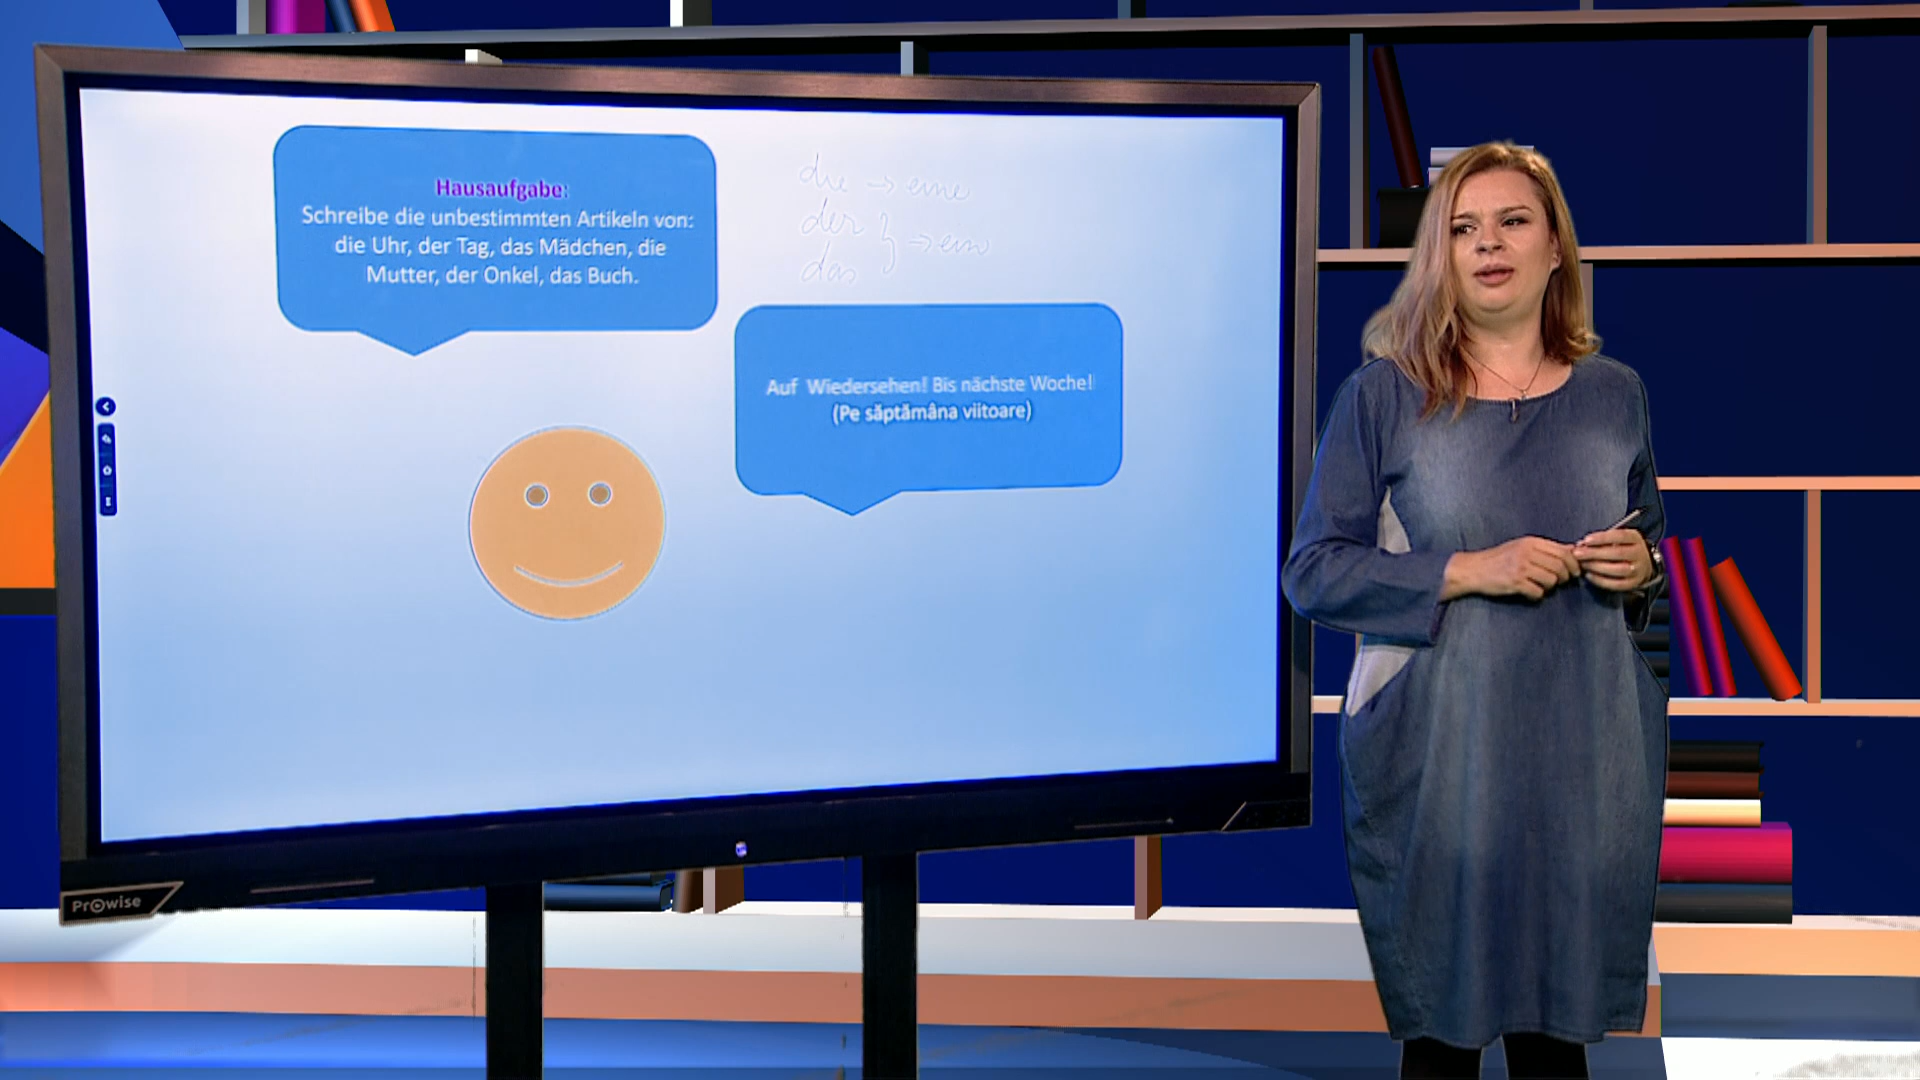 Hausaufgabe:
Schreibe die unbestimmten Artikeln von:
die Uhr, der Tag, das Mädchen, die
Mutter, der Onkel, das Buch.
die → eine
der } → ein
das
Auf Wiedersehen! Bis nächste Woche!
(Pe săptămâna viitoare)
Prowise